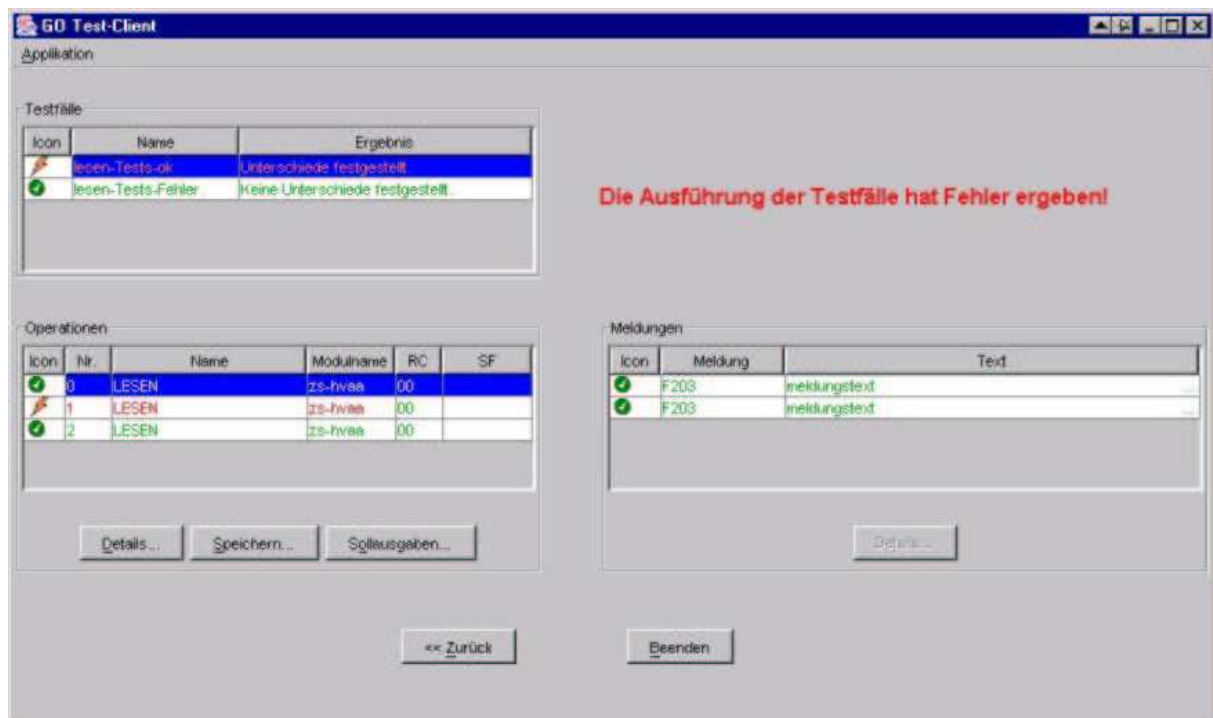 GO Test-Client
Applikation
Testfälle
Icon Name Ergebnis
lesen-Tests-ok Unterschiede festgestellt.
lesen-Tests-Fehler Keine Unterschiede festgestellt.
Die Ausführung der Testfälle hat Fehler ergeben!
Operationen
Icon Nr. Name Modulname RC SF
0 LESEN zs-hvaa 00
1 LESEN zs-hvaa 00
2 LESEN zs-hvaa 00
Details... Speichern... Sollausgaben...
Meldungen
Icon Meldung Text
F203 meldungstext ...
F203 meldungstext ...
Details...
<< Zurück Beenden